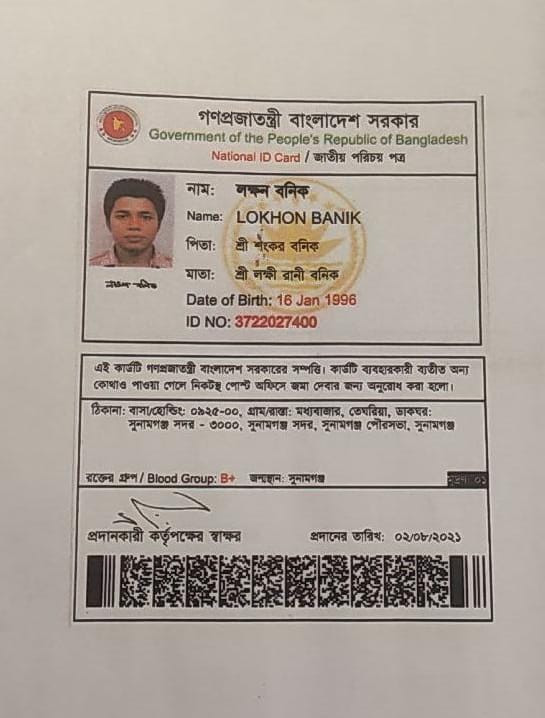 গণপ্রজাতন্ত্রী বাংলাদেশ সরকার
Government of the People's Republic of Bangladesh
National ID Card / জাতীয় পরিচয় পত্র
নাম: লক্ষন বনিক
Name: LOKHON BANIK
পিতা: শ্রী শংকর বনিক
মাতা: শ্রী লক্ষী রানী বনিক
Date of Birth: 16 Jan 1996
ID NO: 3722027400
এই কার্ডটি গণপ্রজাতন্ত্রী বাংলাদেশ সরকারের সম্পত্তি। কার্ডটি ব্যবহারকারী ব্যতীত অন্য
কোথাও পাওয়া গেলে নিকটস্থ পোস্ট অফিসে জমা দেবার জন্য অনুরোধ করা হলো।
ঠিকানা: বাসা/হোল্ডিং: ০৯২৫-০০, গ্রাম/রাস্তা: মধ্যবাজার, তেঘরিয়া, ডাকঘর:
সুনামগঞ্জ সদর - ৩০০০, সুনামগঞ্জ সদর, সুনামগঞ্জ পৌরসভা, সুনামগঞ্জ
রক্তের গ্রুপ / Blood Group: B+ জন্মস্থান: সুনামগঞ্জ
প্রদানকারী কর্তৃপক্ষের স্বাক্ষর প্রদানের তারিখ: ০২/০৮/২০২১